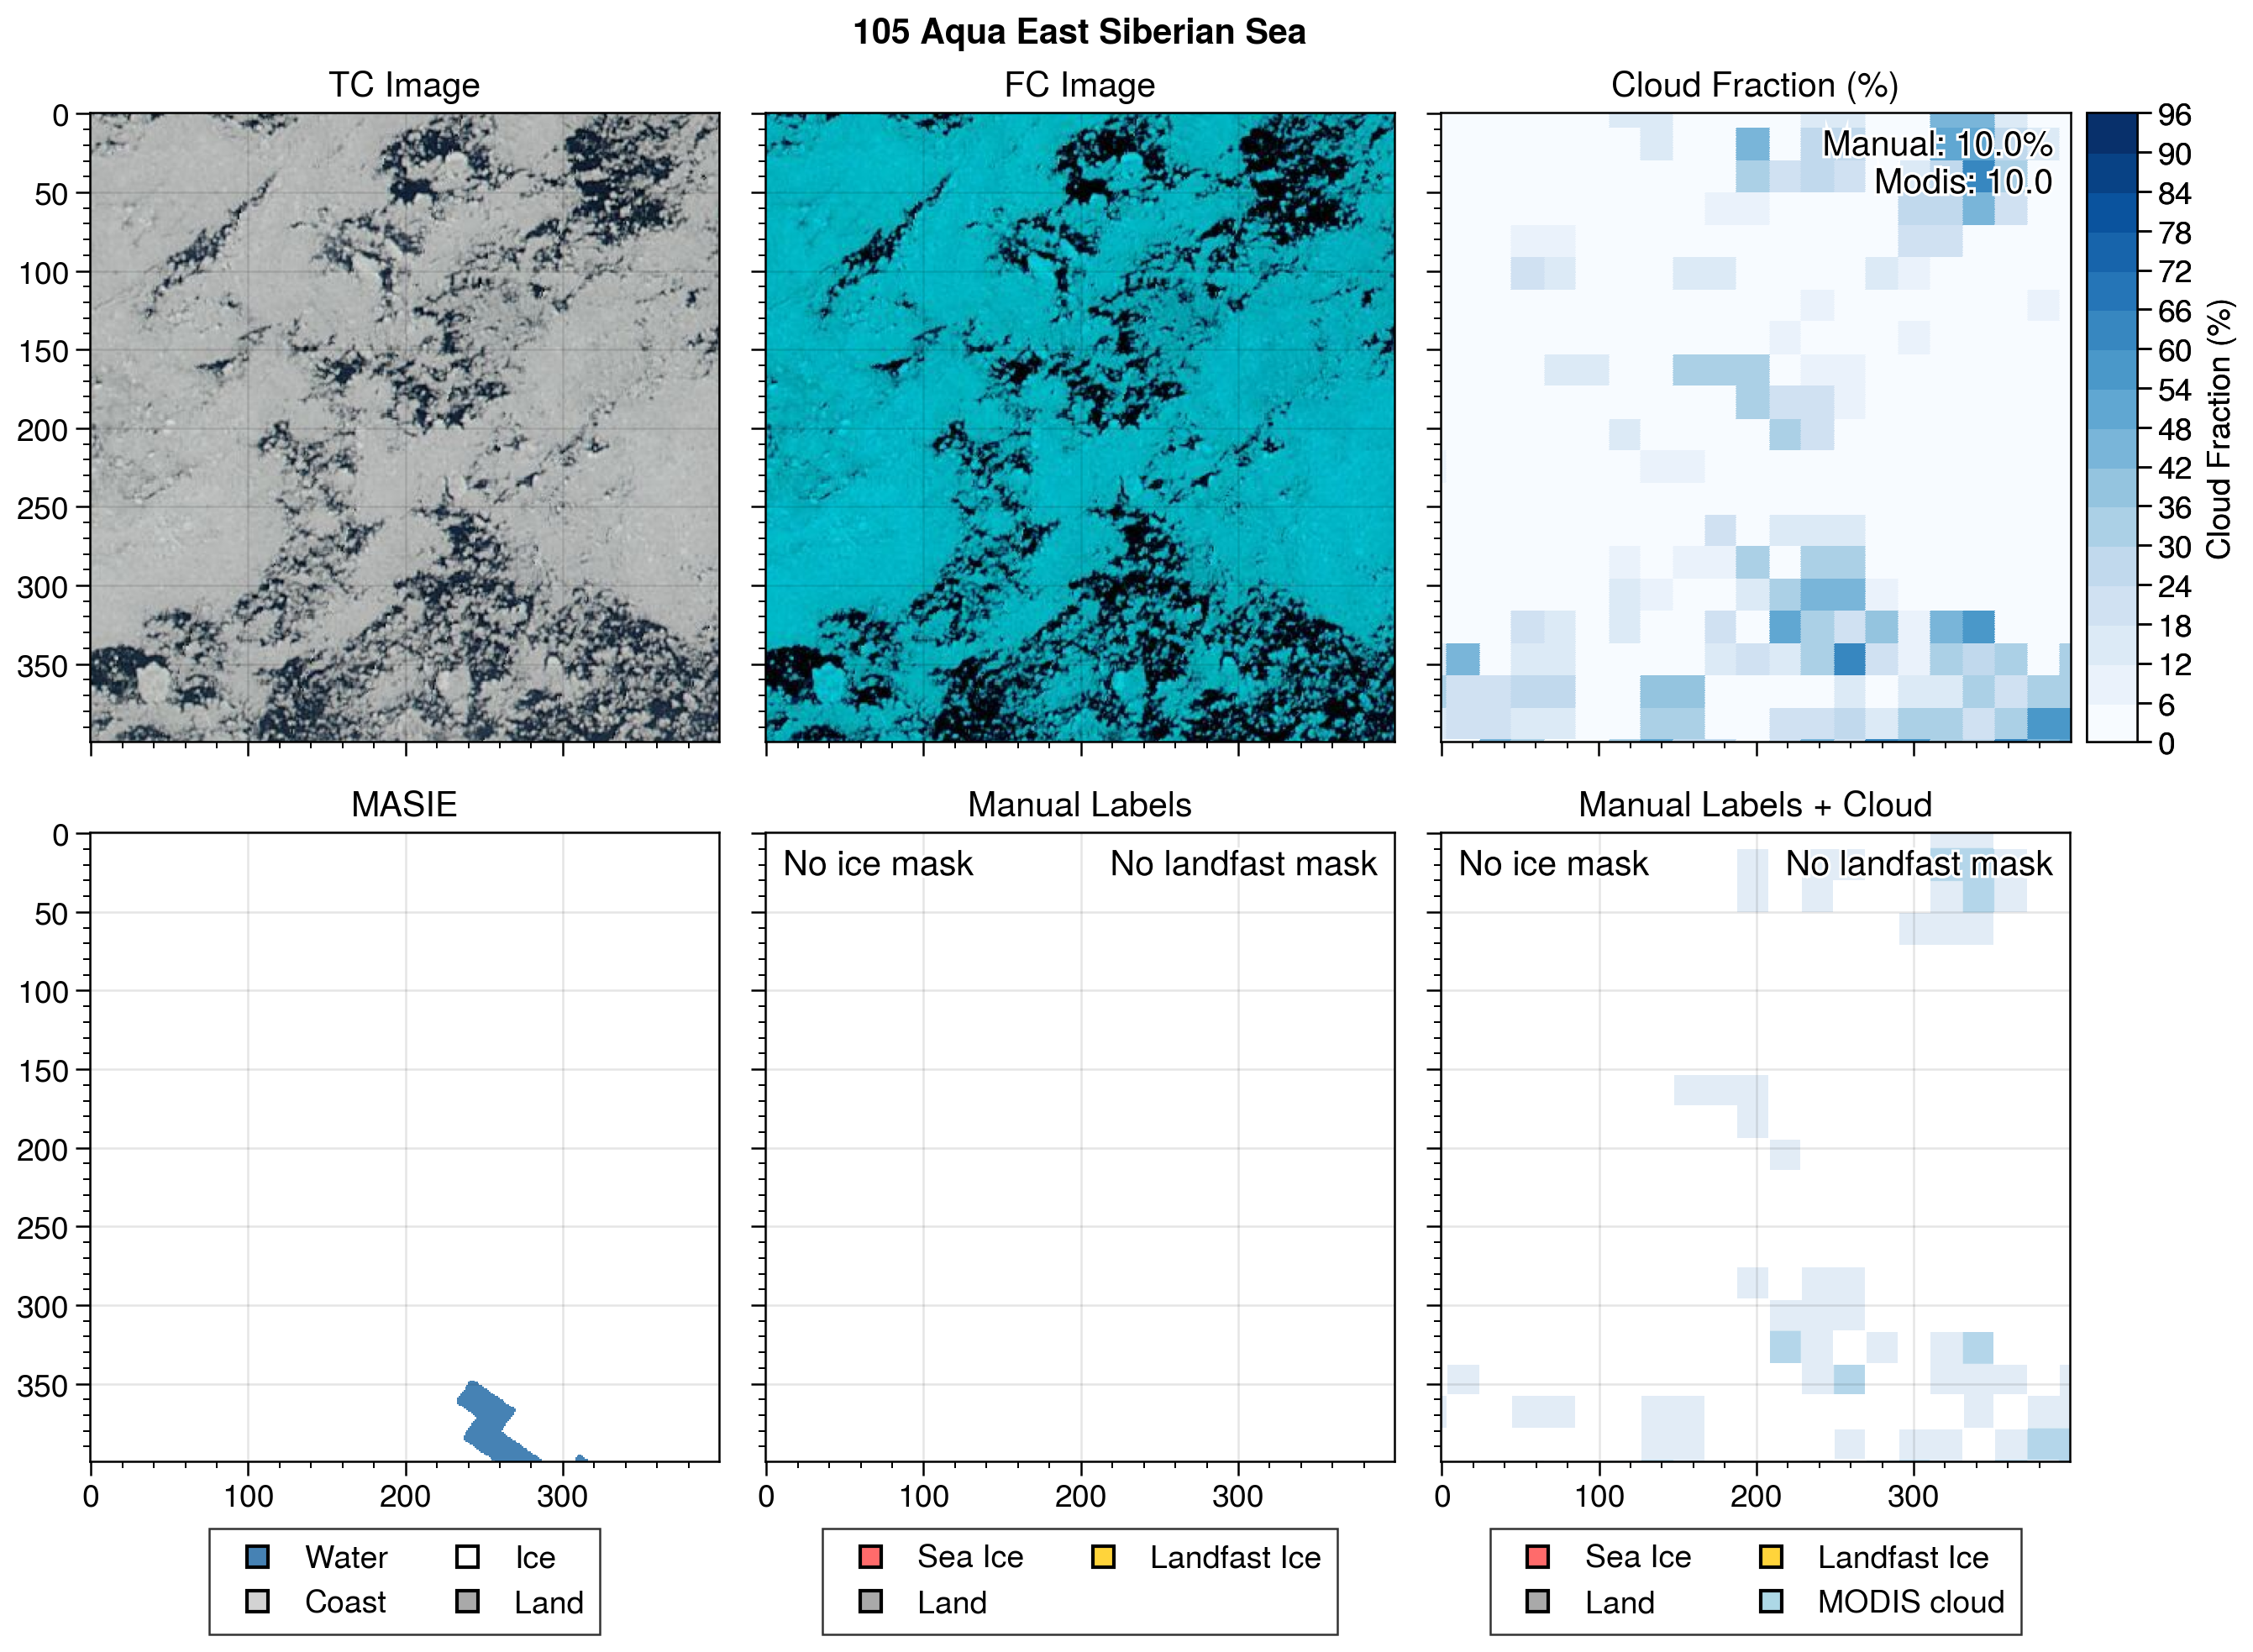 105 Aqua East Siberian Sea
TC Image
FC Image
Cloud Fraction (%)
0
50
100
150
200
250
300
350
Manual: 10.0%
Modis: 10.0
96
90
84
78
72
66
60
54
48
42
36
30
24
18
12
6
0
Cloud Fraction (%)
MASIE
Manual Labels
Manual Labels + Cloud
0
50
100
150
200
250
300
350
No ice mask
No landfast mask
No ice mask
No landfast mask
0 100 200 300
0 100 200 300
0 100 200 300
Water Ice
Coast Land
Sea Ice Landfast Ice
Land
Sea Ice Landfast Ice
Land MODIS cloud